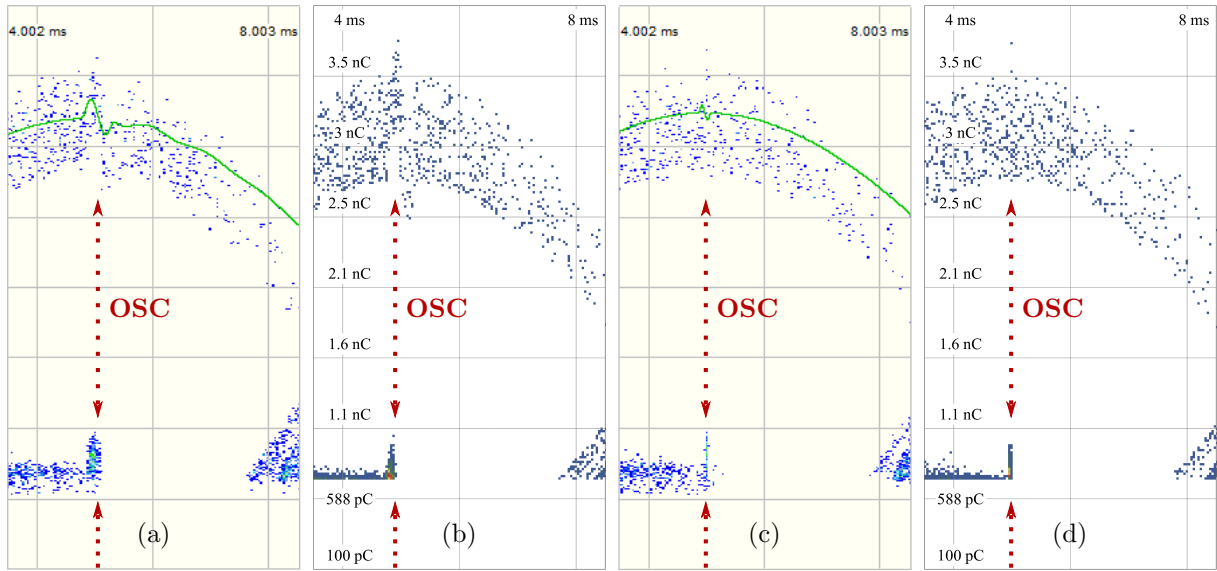 4.002 ms 8.003 ms
OSC
(a)
4 ms 8 ms
3.5 nC
3 nC
2.5 nC
2.1 nC
OSC
1.6 nC
1.1 nC
588 pC
(b)
100 pC
4.002 ms 8.003 ms
OSC
(c)
4 ms 8 ms
3.5 nC
3 nC
2.5 nC
2.1 nC
OSC
1.6 nC
1.1 nC
588 pC
(d)
100 pC